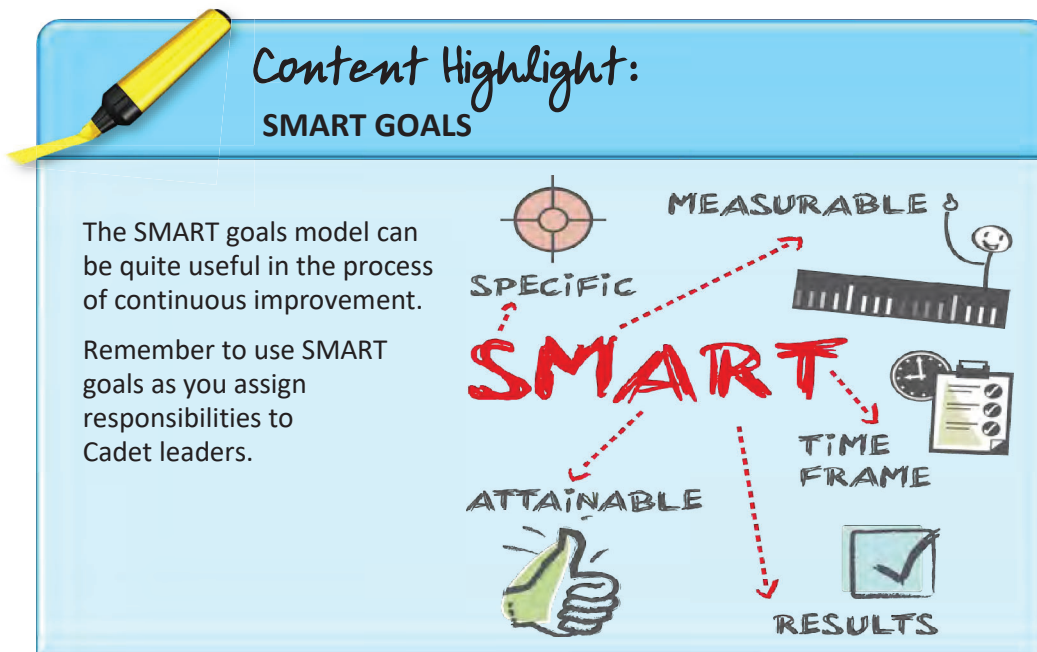 Content Highlight:
SMART GOALS
The SMART goals model can
be quite useful in the process
of continuous improvement.
Remember to use SMART
goals as you assign
responsibilities to
Cadet leaders.
MEASURABLE
SPECiFiC
SMART
TiME
FRAME
ATTAiNABLE
RESULTS